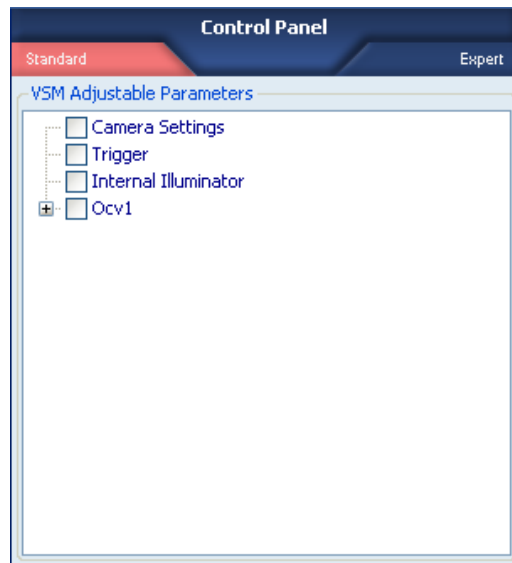 Control Panel
Standard Expert
VSM Adjustable Parameters
Camera Settings
Trigger
Internal Illuminator
Ocv1